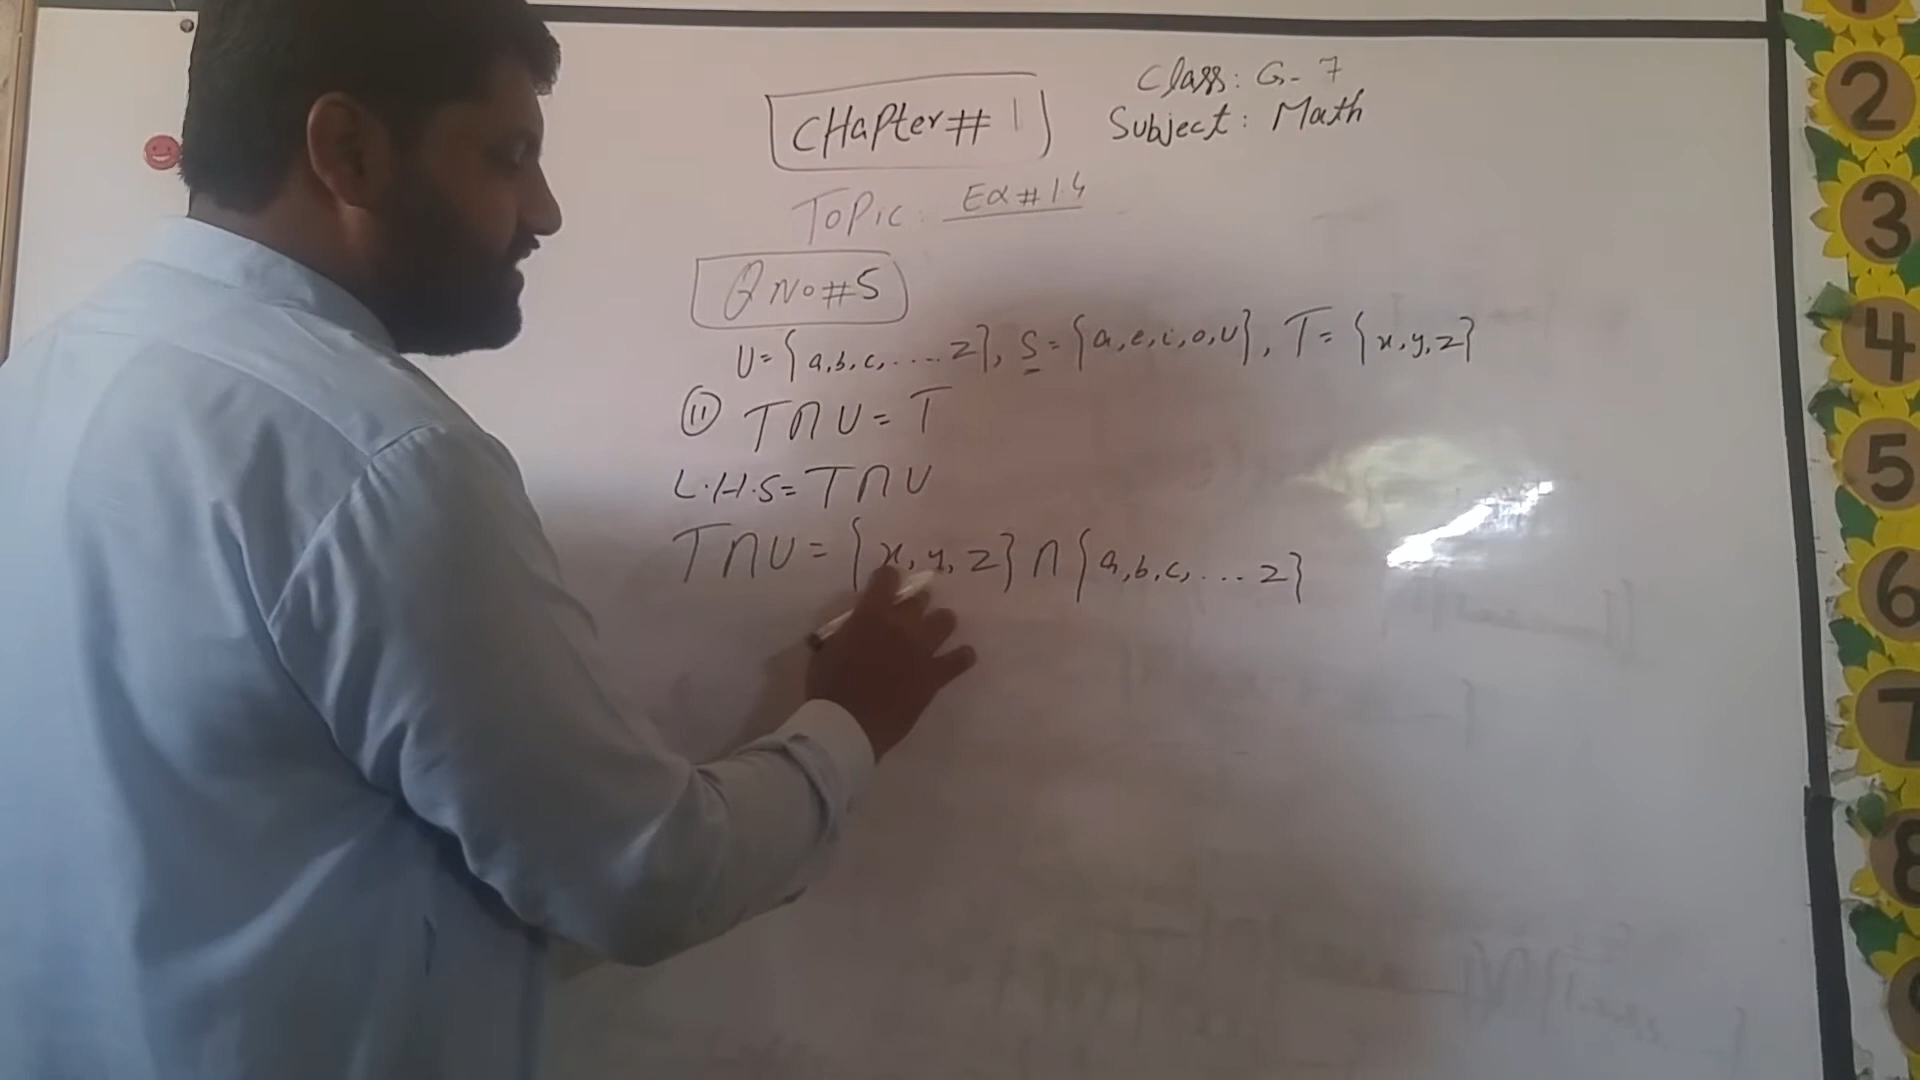 Class: G-7
Subject: Math
CHapter # 1
Topic: Ex # 1.4
Q No # 5
U = {a, b, c, .... z}, S = {a, e, i, o, u}, T = {x, y, z}
(ii) T ∩ U = T
L.H.S = T ∩ U
T ∩ U = {x, y, z} ∩ {a, b, c, ... z}
2
3
4
5
6
7
8